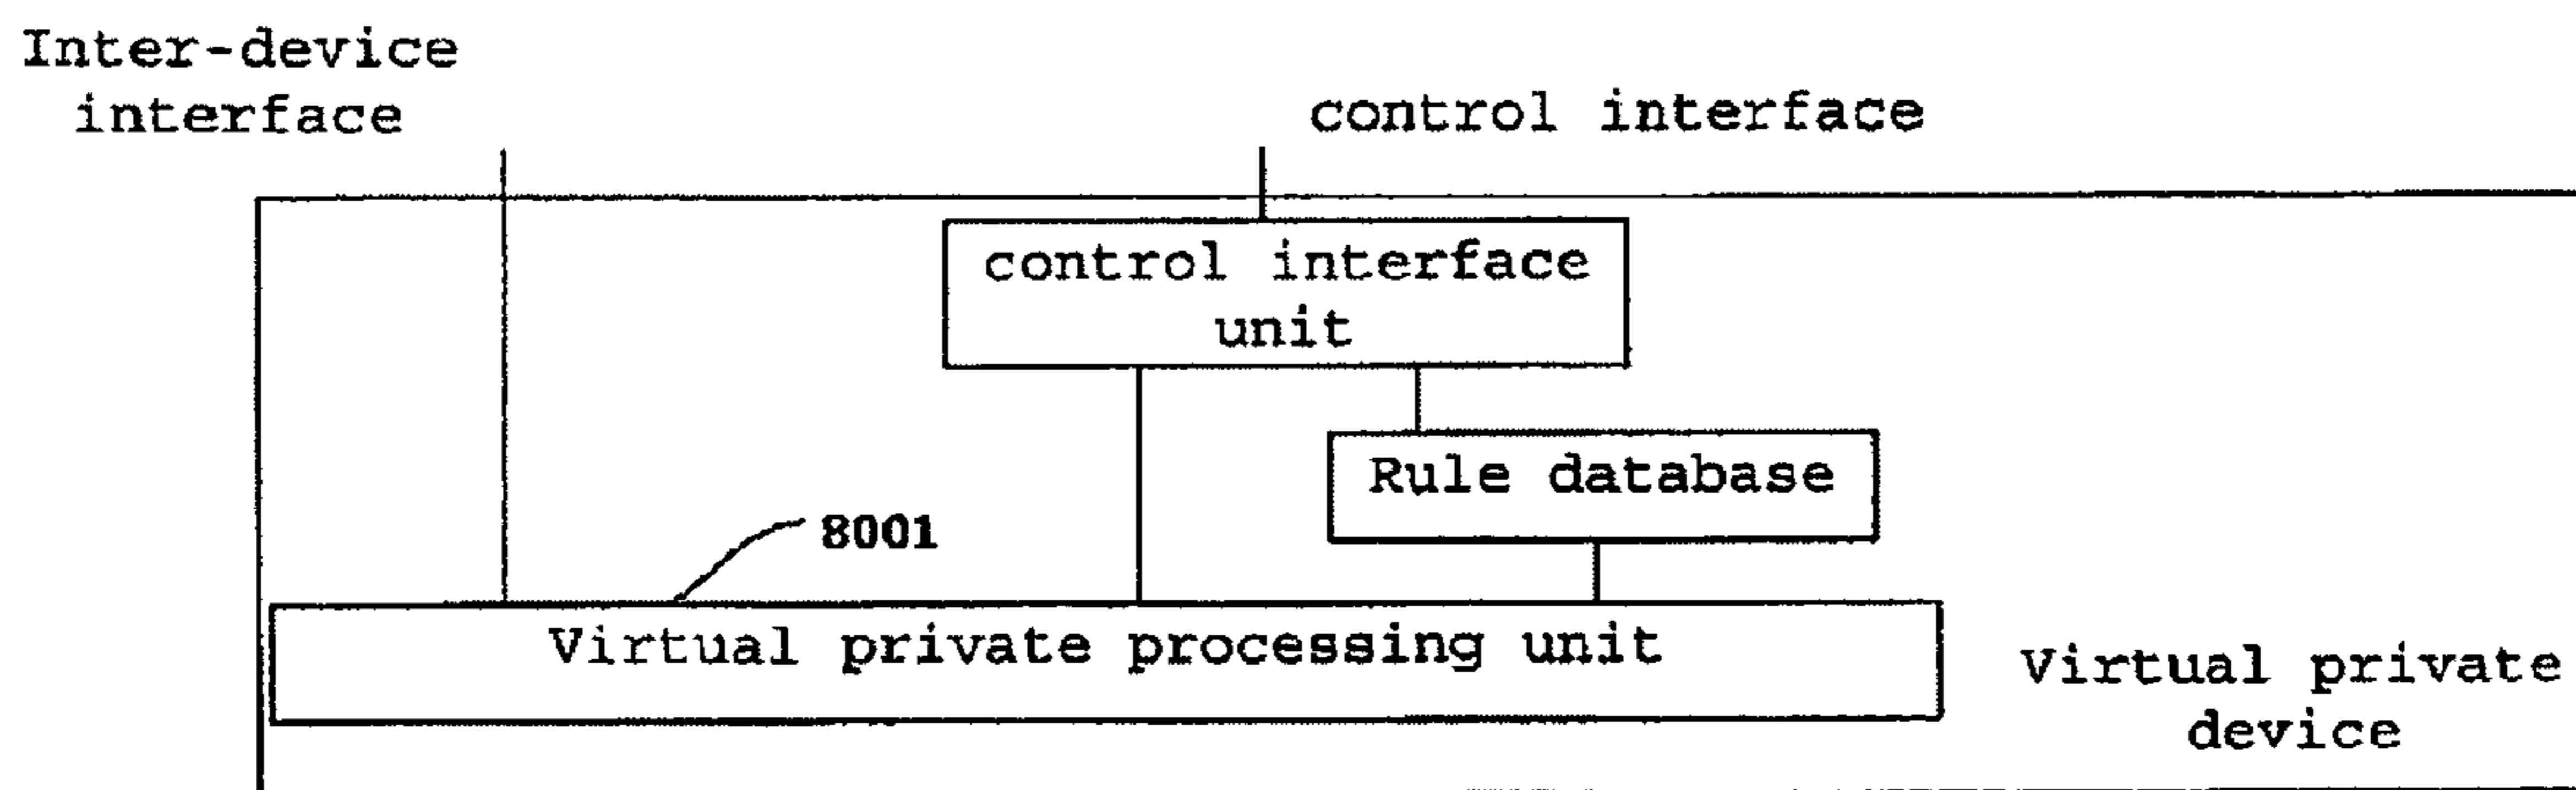 Inter-device
interface
control interface
control interface
unit
Rule database
8001
Virtual private processing unit
Virtual private
device